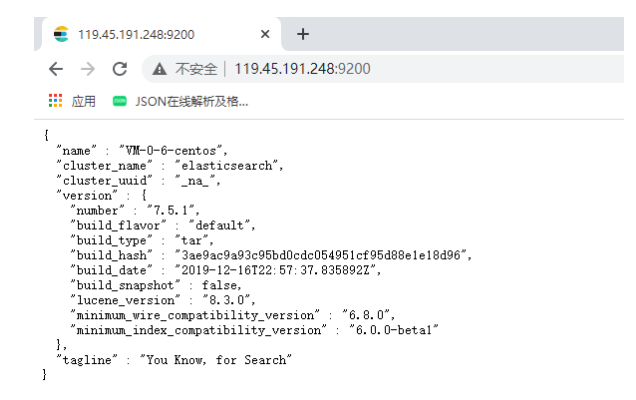 119.45.191.248:9200
不安全 | 119.45.191.248:9200
应用 JSON在线解析及格...
{
"name" : "VM-0-6-centos",
"cluster_name" : "elasticsearch",
"cluster_uuid" : "_na_",
"version" : {
"number" : "7.5.1",
"build_flavor" : "default",
"build_type" : "tar",
"build_hash" : "3ae9ac9a93c95bd0cdc054951cf95d88e1e18d96",
"build_date" : "2019-12-16T22:57:37.835892Z",
"build_snapshot" : false,
"lucene_version" : "8.3.0",
"minimum_wire_compatibility_version" : "6.8.0",
"minimum_index_compatibility_version" : "6.0.0-beta1"
},
"tagline" : "You Know, for Search"
}